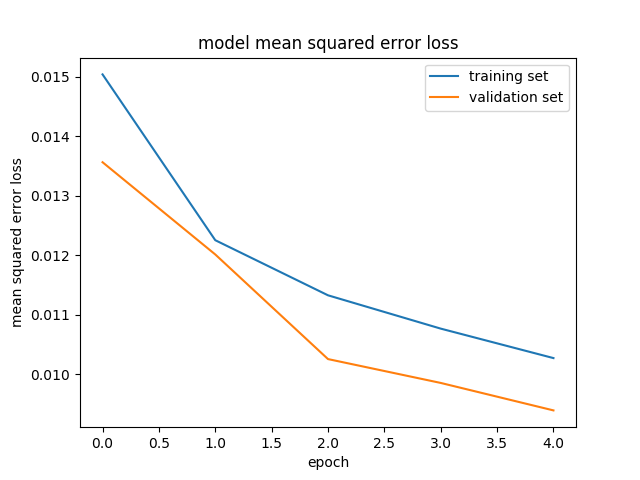 model mean squared error loss
training set
validation set
mean squared error loss
0.015
0.014
0.013
0.012
0.011
0.010
0.0 0.5 1.0 1.5 2.0 2.5 3.0 3.5 4.0
epoch